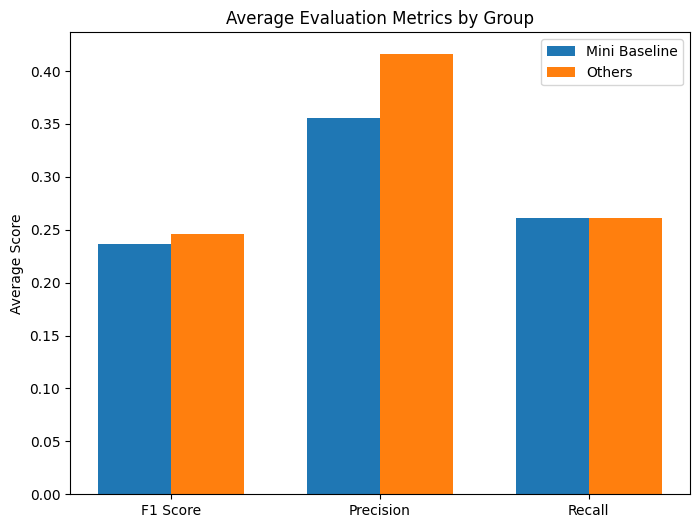 Average Evaluation Metrics by Group
Mini Baseline
Others
Average Score
0.40
0.35
0.30
0.25
0.20
0.15
0.10
0.05
0.00
F1 Score
Precision
Recall